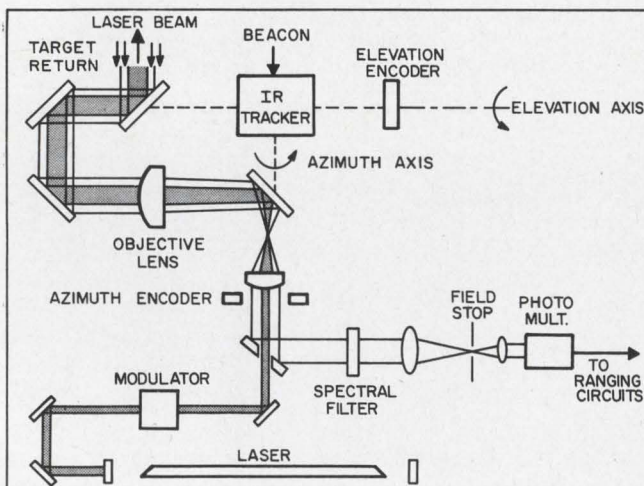 LASER BEAM
TARGET
RETURN
BEACON
ELEVATION
ENCODER
IR
TRACKER
ELEVATION AXIS
AZIMUTH AXIS
OBJECTIVE
LENS
AZIMUTH ENCODER
FIELD
STOP
PHOTO
MULT.
MODULATOR
SPECTRAL
FILTER
TO
RANGING
CIRCUITS
LASER